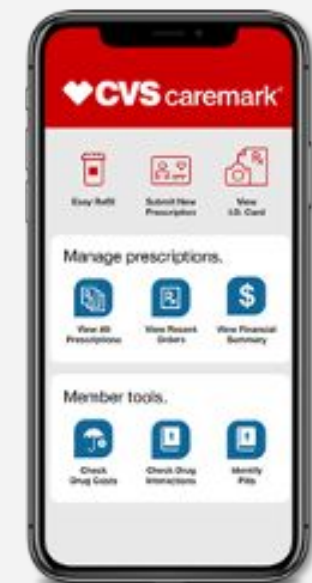 CVS caremark®
Easy Refill
Submit New
Prescription
View
I.D. Card
Manage prescriptions.
View All
Prescriptions
View Recent
Orders
View Financial
Summary
Member tools.
Check
Drug Costs
Check Drug
Interactions
Identify
Pills